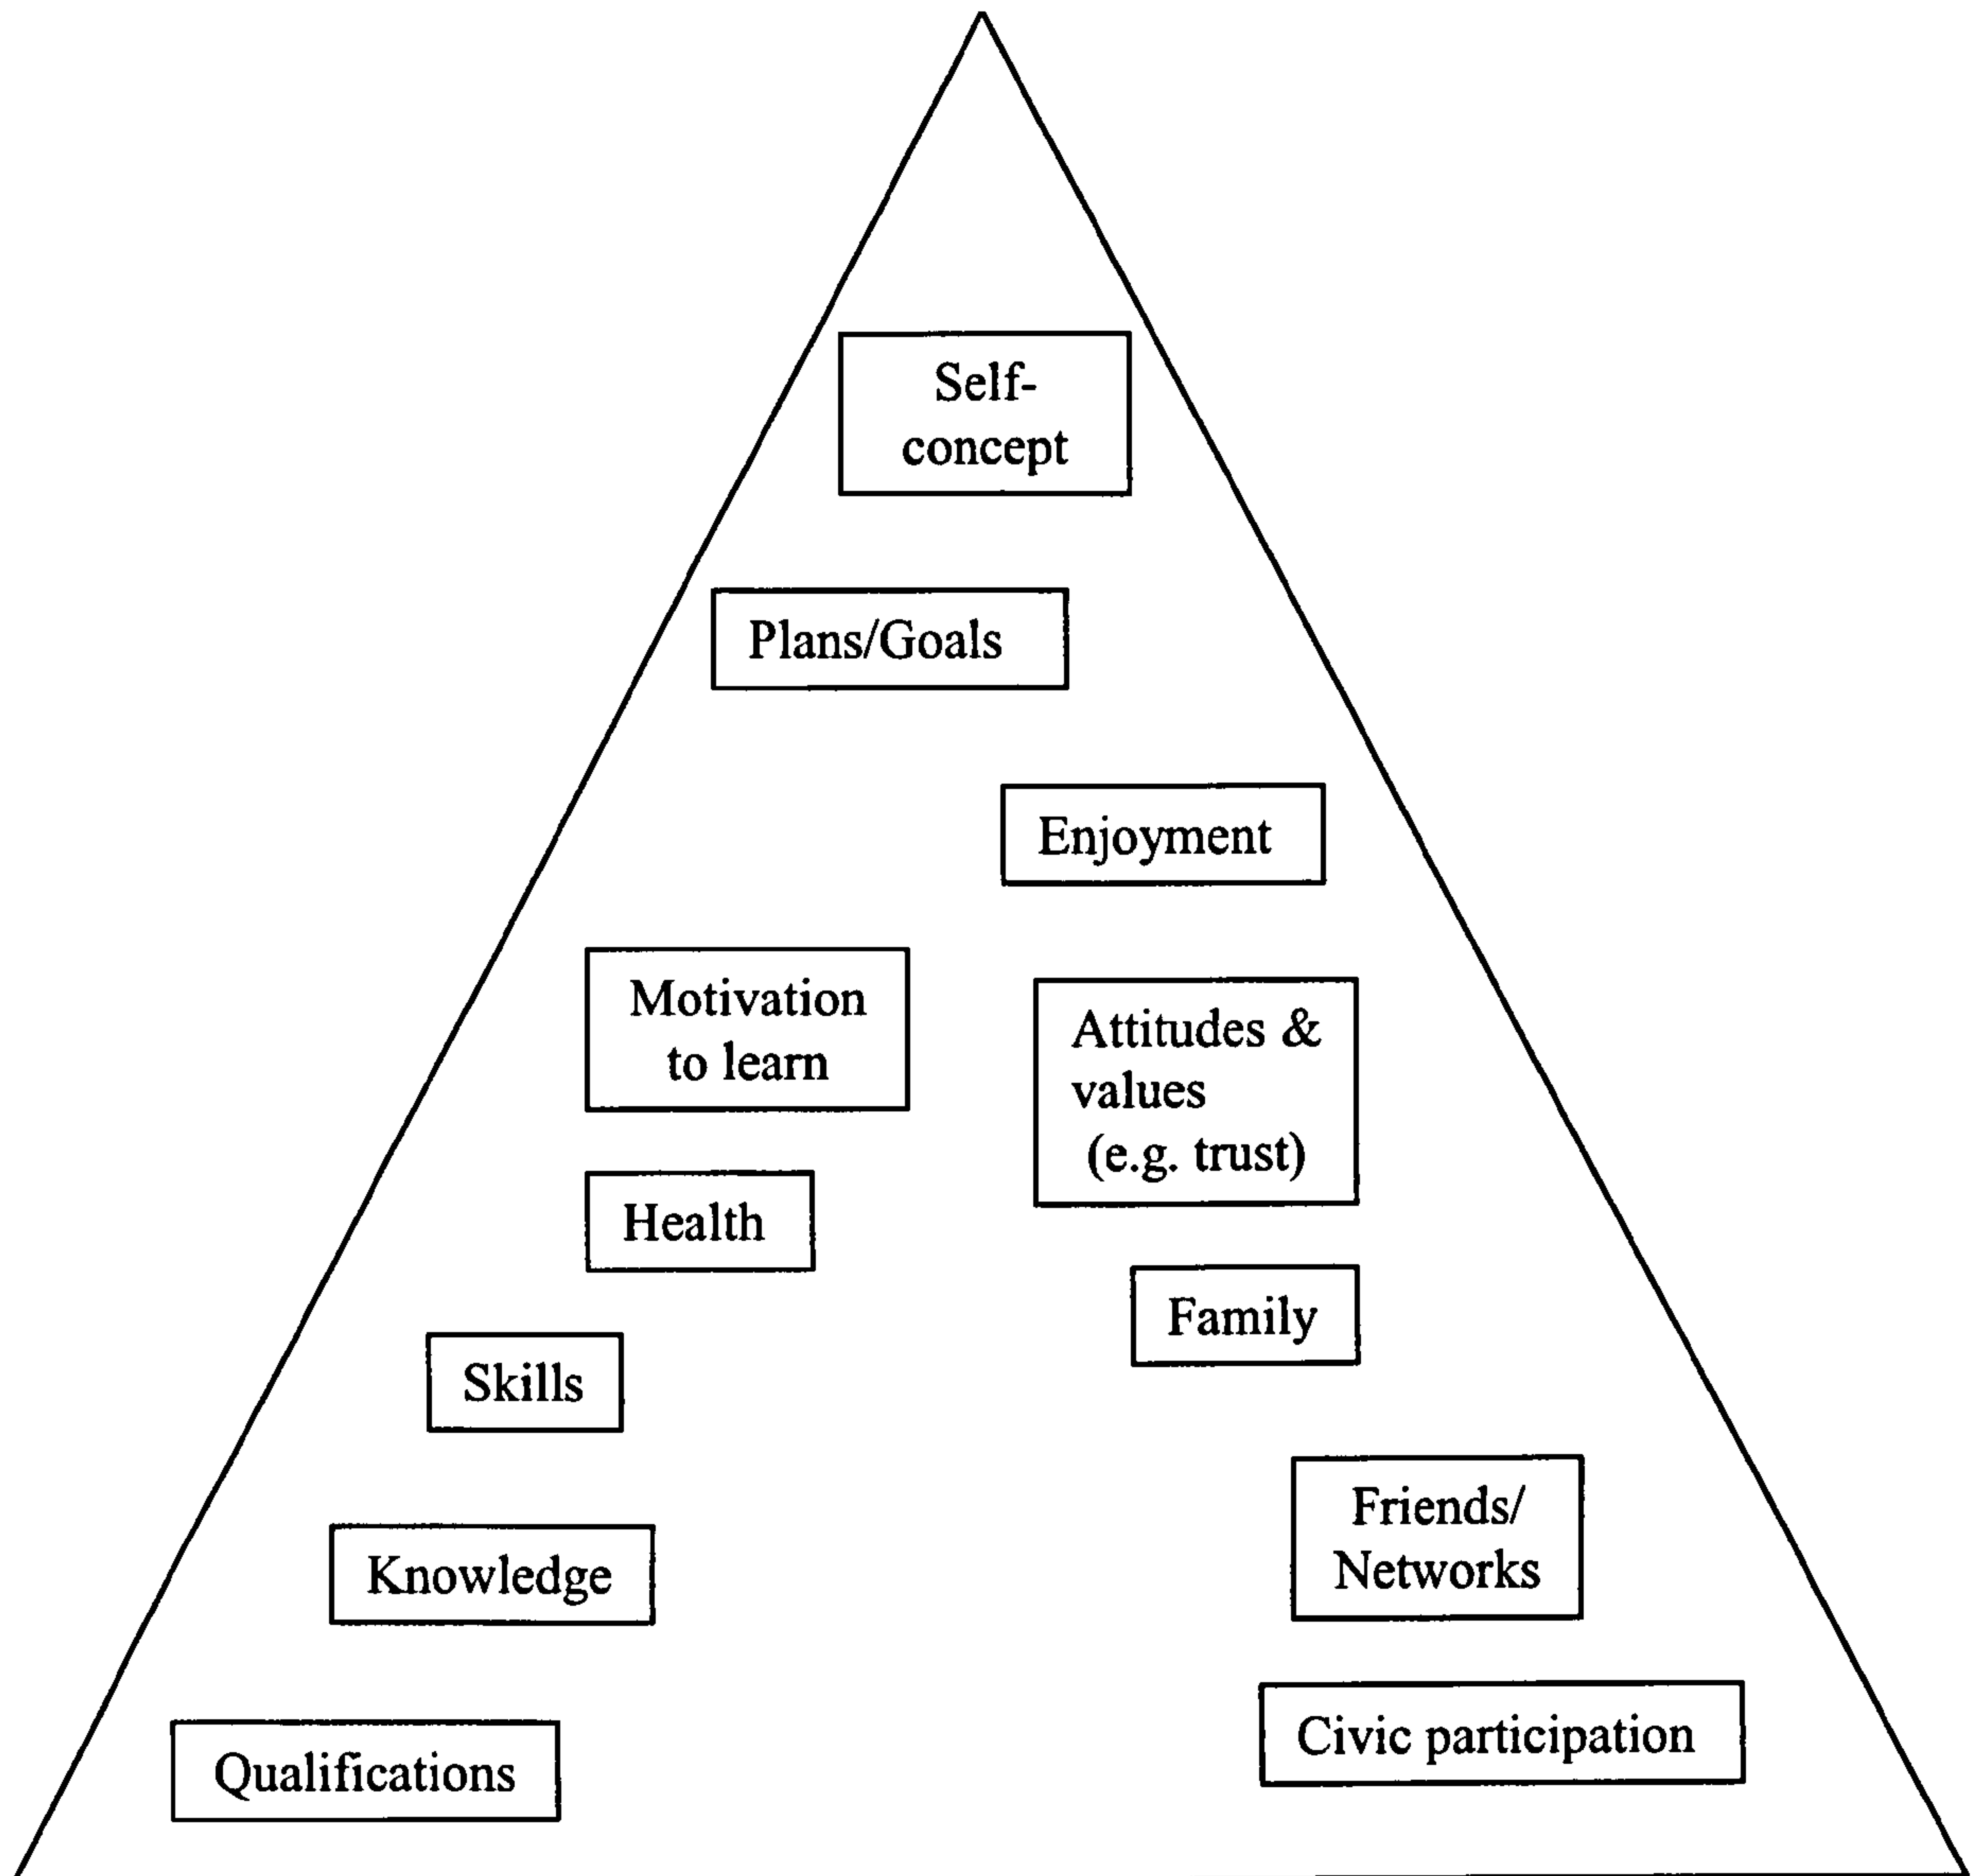 Self-
concept
Plans/Goals
Enjoyment
Motivation
to learn
Attitudes &
values
(e.g. trust)
Health
Family
Skills
Friends/
Networks
Knowledge
Civic participation
Qualifications